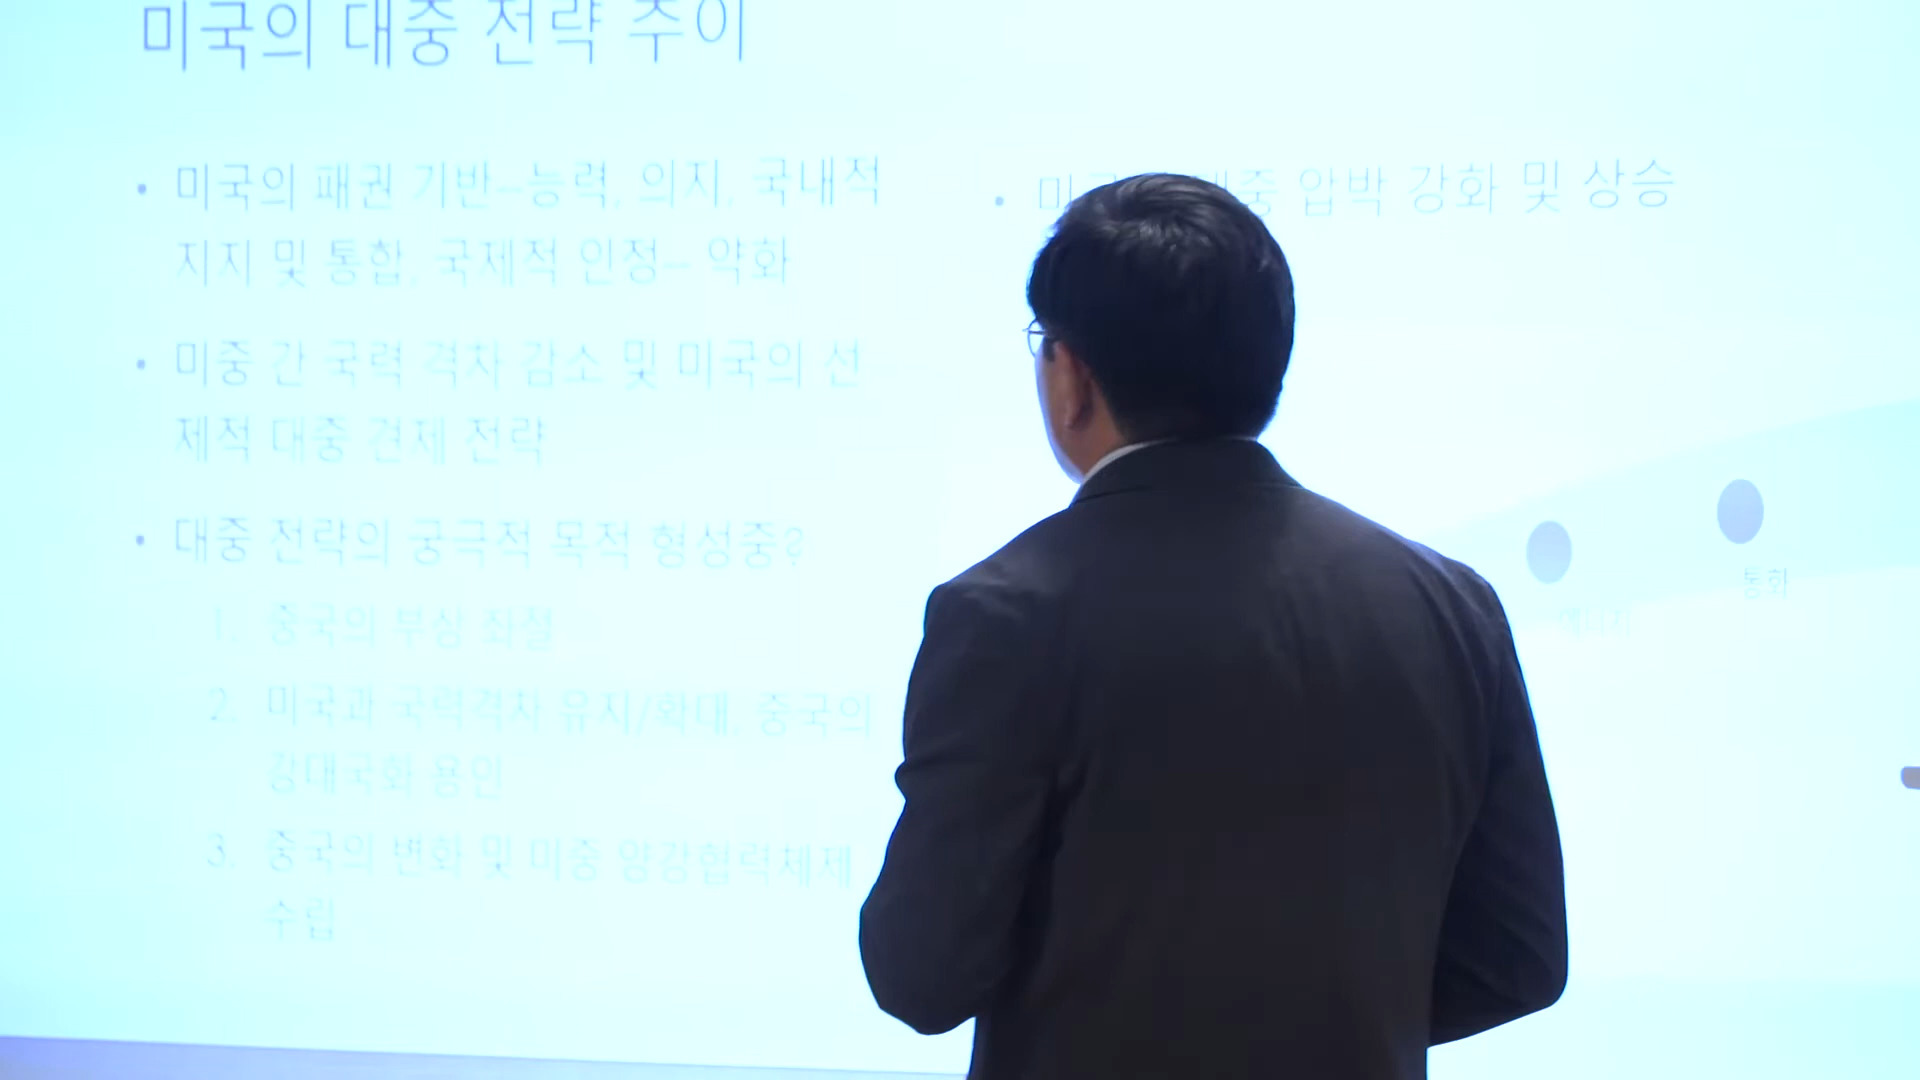 미국의 대중 전략 추이
• 미국의 패권 기반–능력, 의지, 국내적
지지 및 통합, 국제적 인정– 약화
• 미중 간 국력 격차 감소 및 미국의 선
제적 대중 견제 전략
• 대중 전략의 궁극적 목적 형성중?
1. 중국의 부상 좌절
2. 미국과 국력격차 유지/확대, 중국의
강대국화 용인
3. 중국의 변화 및 미중 양강협력체제
수립
• 압박 강화 및 상승
에너지
통화